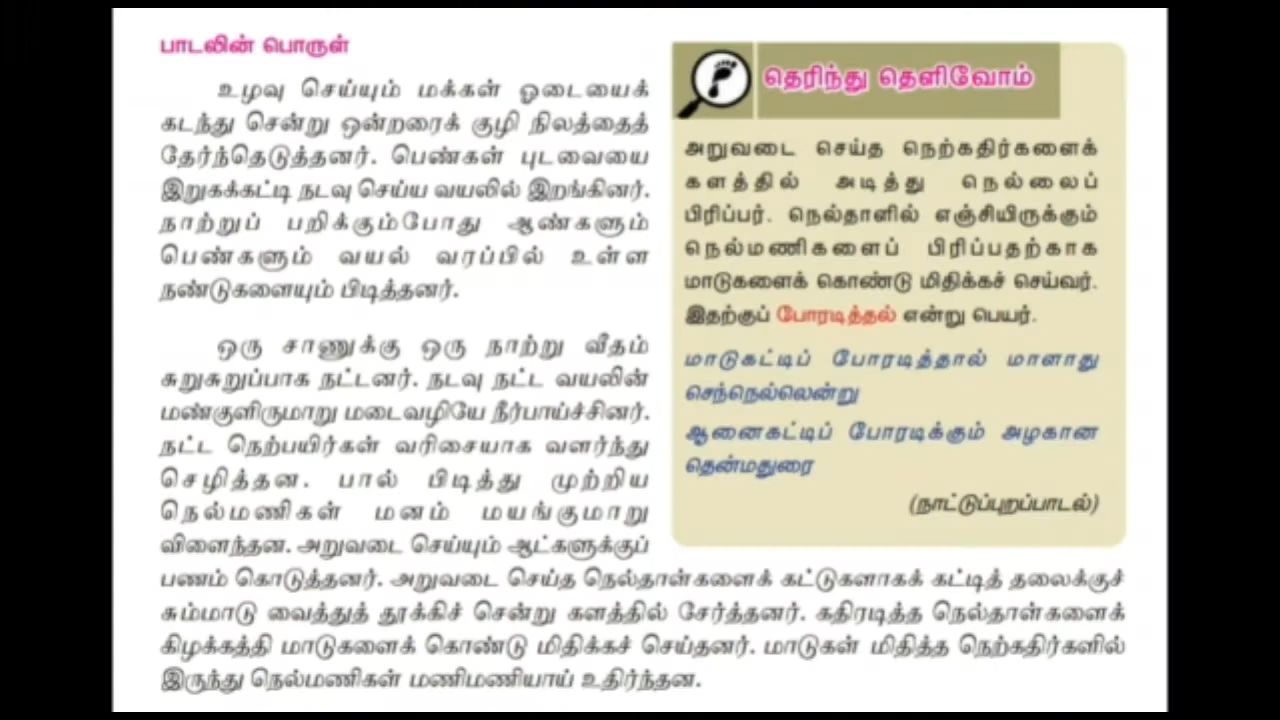 பாடலின் பொருள்
உழவு செய்யும் மக்கள் ஓடையைக்
கடந்து சென்று ஒன்றரைக் குழி நிலத்தைத்
தேர்ந்தெடுத்தனர். பெண்கள் புடவையை
இறுகக்கட்டி நடவு செய்ய வயலில் இறங்கினர்.
நாற்றுப் பறிக்கும்போது ஆண்களும்
பெண்களும் வயல் வரப்பில் உள்ள
நண்டுகளையும் பிடித்தனர்.
ஒரு சாணுக்கு ஒரு நாற்று வீதம்
சுறுசுறுப்பாக நட்டனர். நடவு நட்ட வயலின்
மண்குளிருமாறு மடைவழியே நீர்பாய்ச்சினர்.
நட்ட நெற்பயிர்கள் வரிசையாக வளர்ந்து
செழித்தன. பால் பிடித்து முற்றிய
நெல்மணிகள் மனம் மயங்குமாறு
விளைந்தன. அறுவடை செய்யும் ஆட்களுக்குப்
பணம் கொடுத்தனர். அறுவடை செய்த நெல்தாள்களைக் கட்டுகளாகக் கட்டித் தலைக்குச்
சும்மாடு வைத்துத் தூக்கிச் சென்று களத்தில் சேர்த்தனர். கதிரடித்த நெல்தாள்களைக்
கிழக்கத்தி மாடுகளைக் கொண்டு மிதிக்கச் செய்தனர். மாடுகள் மிதித்த நெற்கதிர்களில்
இருந்து நெல்மணிகள் மணிமணியாய் உதிர்ந்தன.
தெரிந்து தெளிவோம்
அறுவடை செய்த நெற்கதிர்களைக்
களத்தில் அடித்து நெல்லைப்
பிரிப்பர். நெல்தாளில் எஞ்சியிருக்கும்
நெல்மணிகளைப் பிரிப்பதற்காக
மாடுகளைக் கொண்டு மிதிக்கச் செய்வர்.
இதற்குப் போரடித்தல் என்று பெயர்.
மாடுகட்டிப் போரடித்தால் மாளாது
செந்நெல்லென்று
ஆனைகட்டிப் போரடிக்கும் அழகான
தென்மதுரை
(நாட்டுப்புறப்பாடல்)